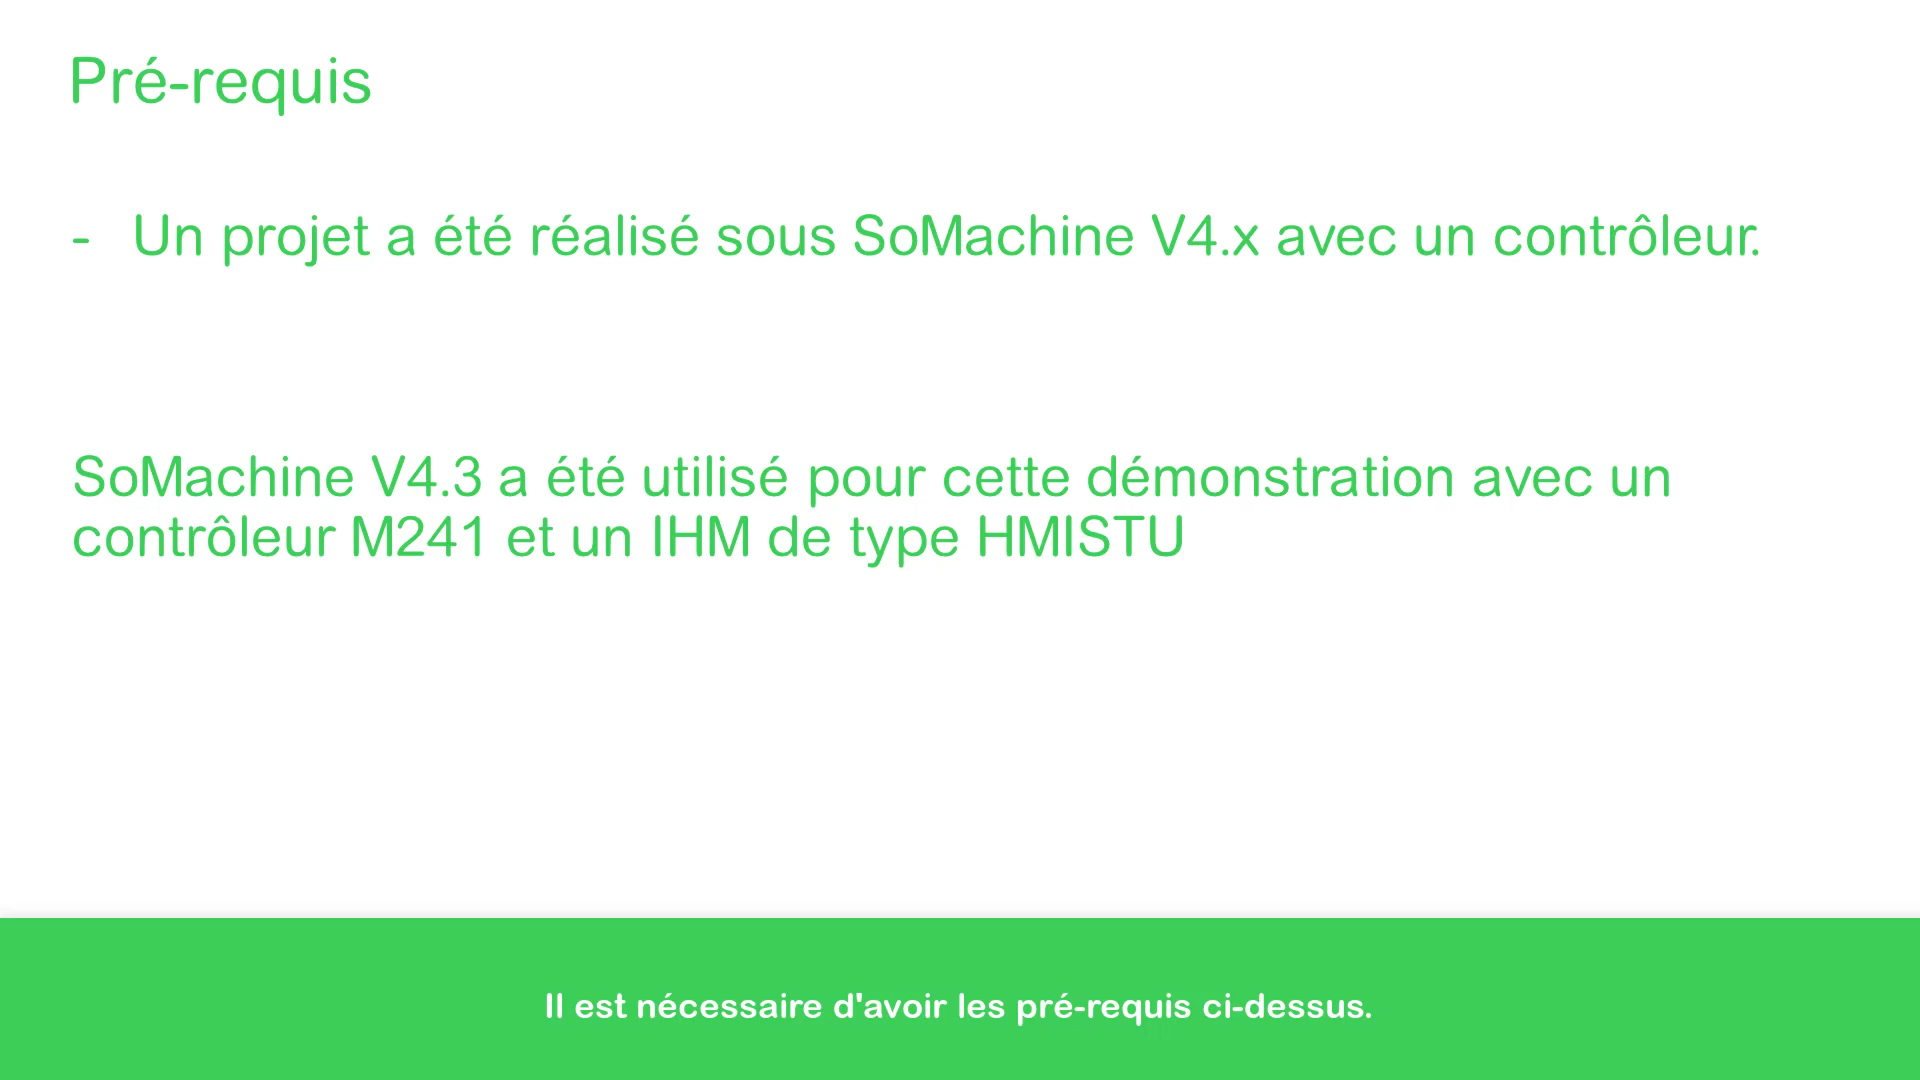 Pré-requis
- Un projet a été réalisé sous SoMachine V4.x avec un contrôleur.
SoMachine V4.3 a été utilisé pour cette démonstration avec un
contrôleur M241 et un IHM de type HMISTU
Il est nécessaire d'avoir les pré-requis ci-dessus.